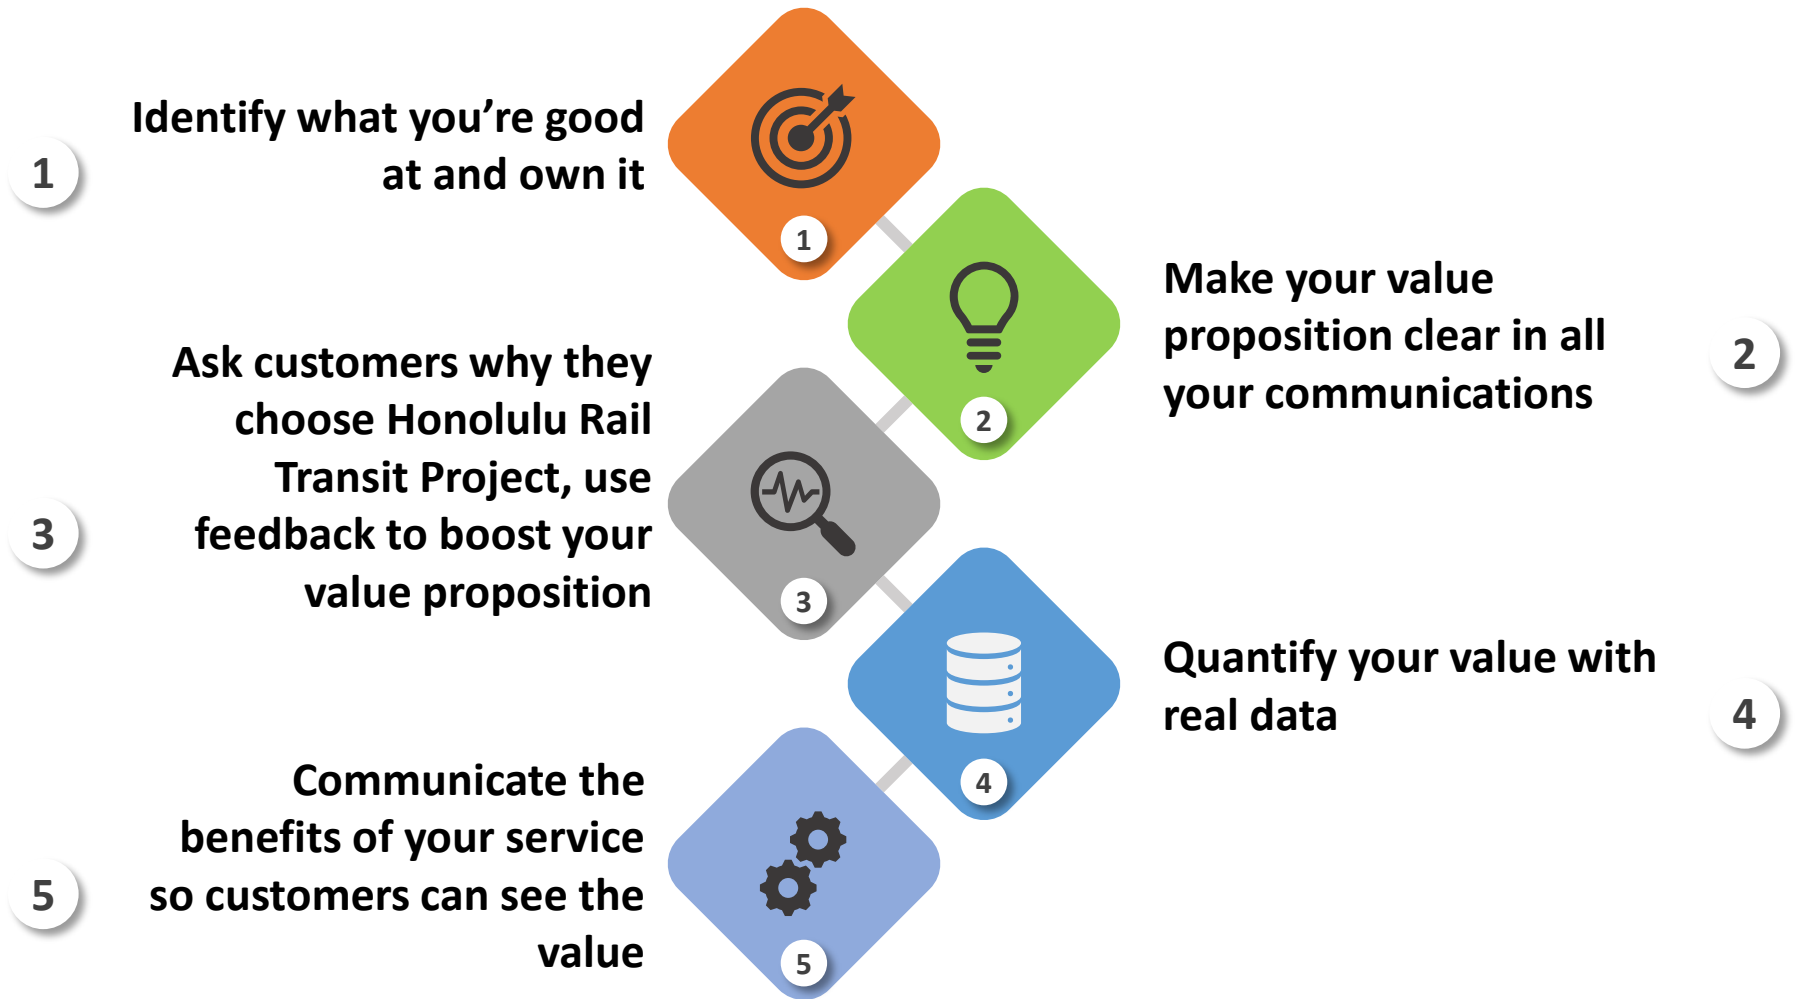 1
Identify what you’re good
at and own it
1
Make your value
proposition clear in all
your communications
2
2
Ask customers why they
choose Honolulu Rail
Transit Project, use
feedback to boost your
value proposition
3
3
Quantify your value with
real data
4
4
Communicate the
benefits of your service
so customers can see the
value
5
5